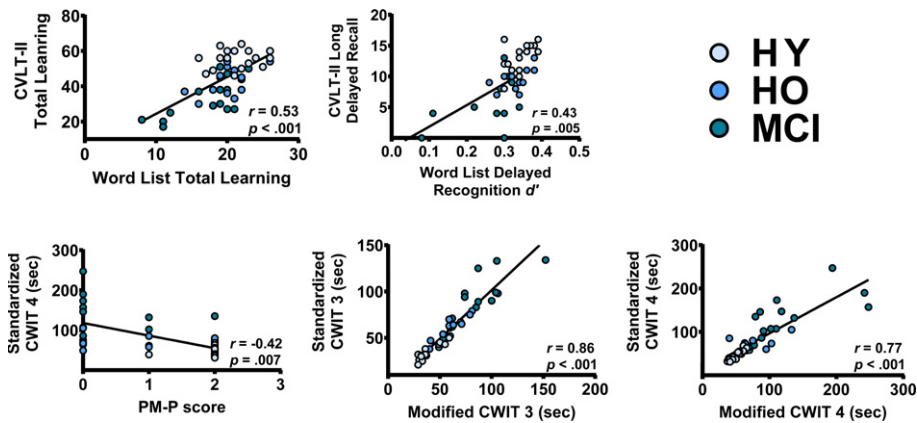 CVLT-II
Total Learning
80
60
40
20
0
10
20
30
r = 0.53
p < .001
Word List Total Learning
CVLT-II Long
Delayed Recall
20
15
10
5
0
0.0
0.1
0.2
0.3
0.4
0.5
r = 0.43
p = .005
Word List Delayed
Recognition d'
HY
HO
MCI
Standardized
CWIT 4 (sec)
300
200
100
0
1
2
3
r = -0.42
p = .007
PM-P score
Standardized
CWIT 3 (sec)
150
100
50
0
50
100
150
200
r = 0.86
p < .001
Modified CWIT 3 (sec)
Standardized
CWIT 4 (sec)
300
200
100
0
100
200
300
r = 0.77
p < .001
Modified CWIT 4 (sec)